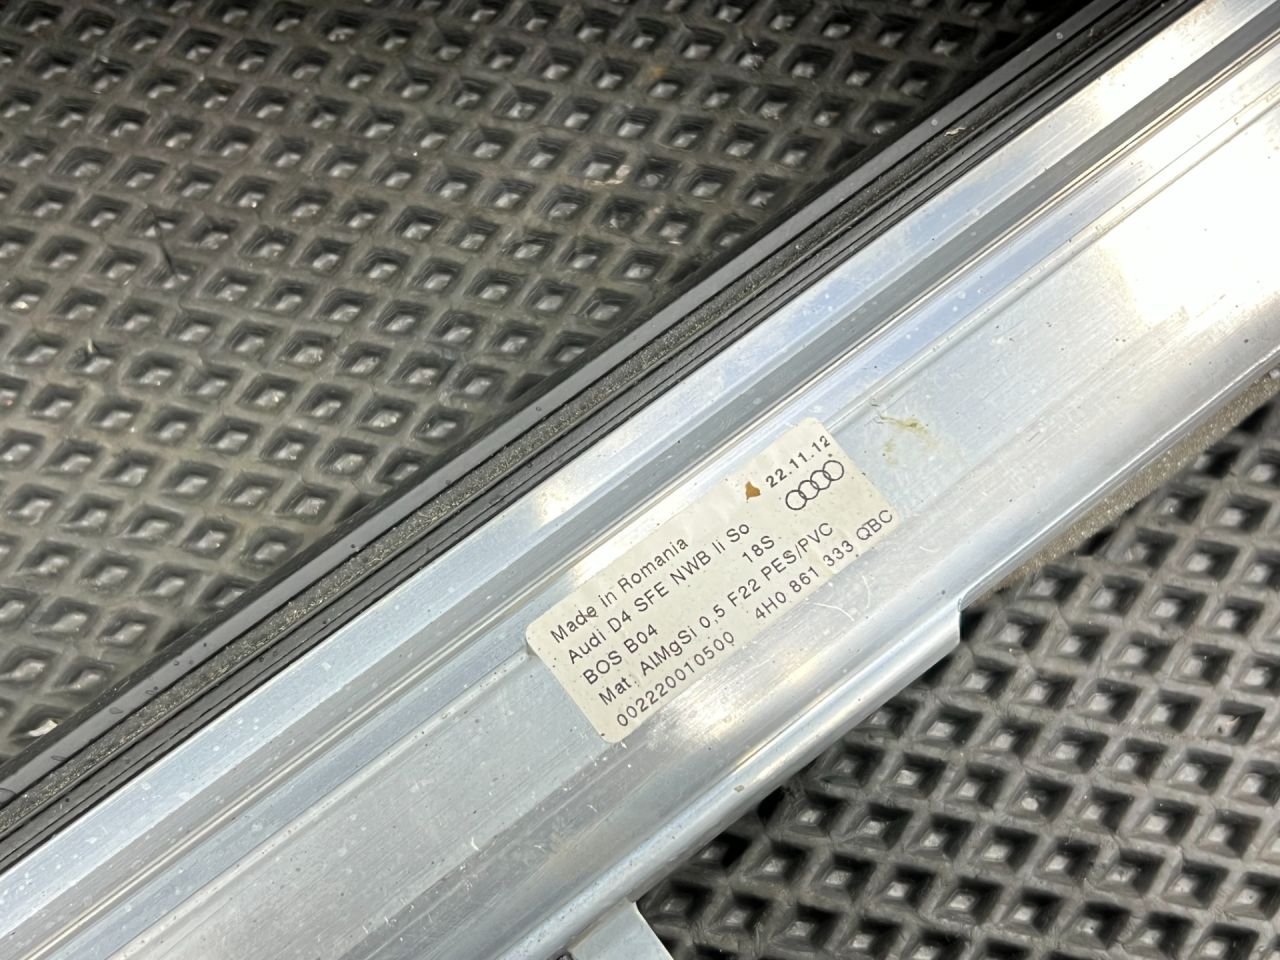 Made in Romania 22.11.12
Audi D4 SFE NWB li So
BOS B04 18S
Mat. AlMgSi 0,5 F22 PES/PVC
002220010500 4H0 861 333 QBC